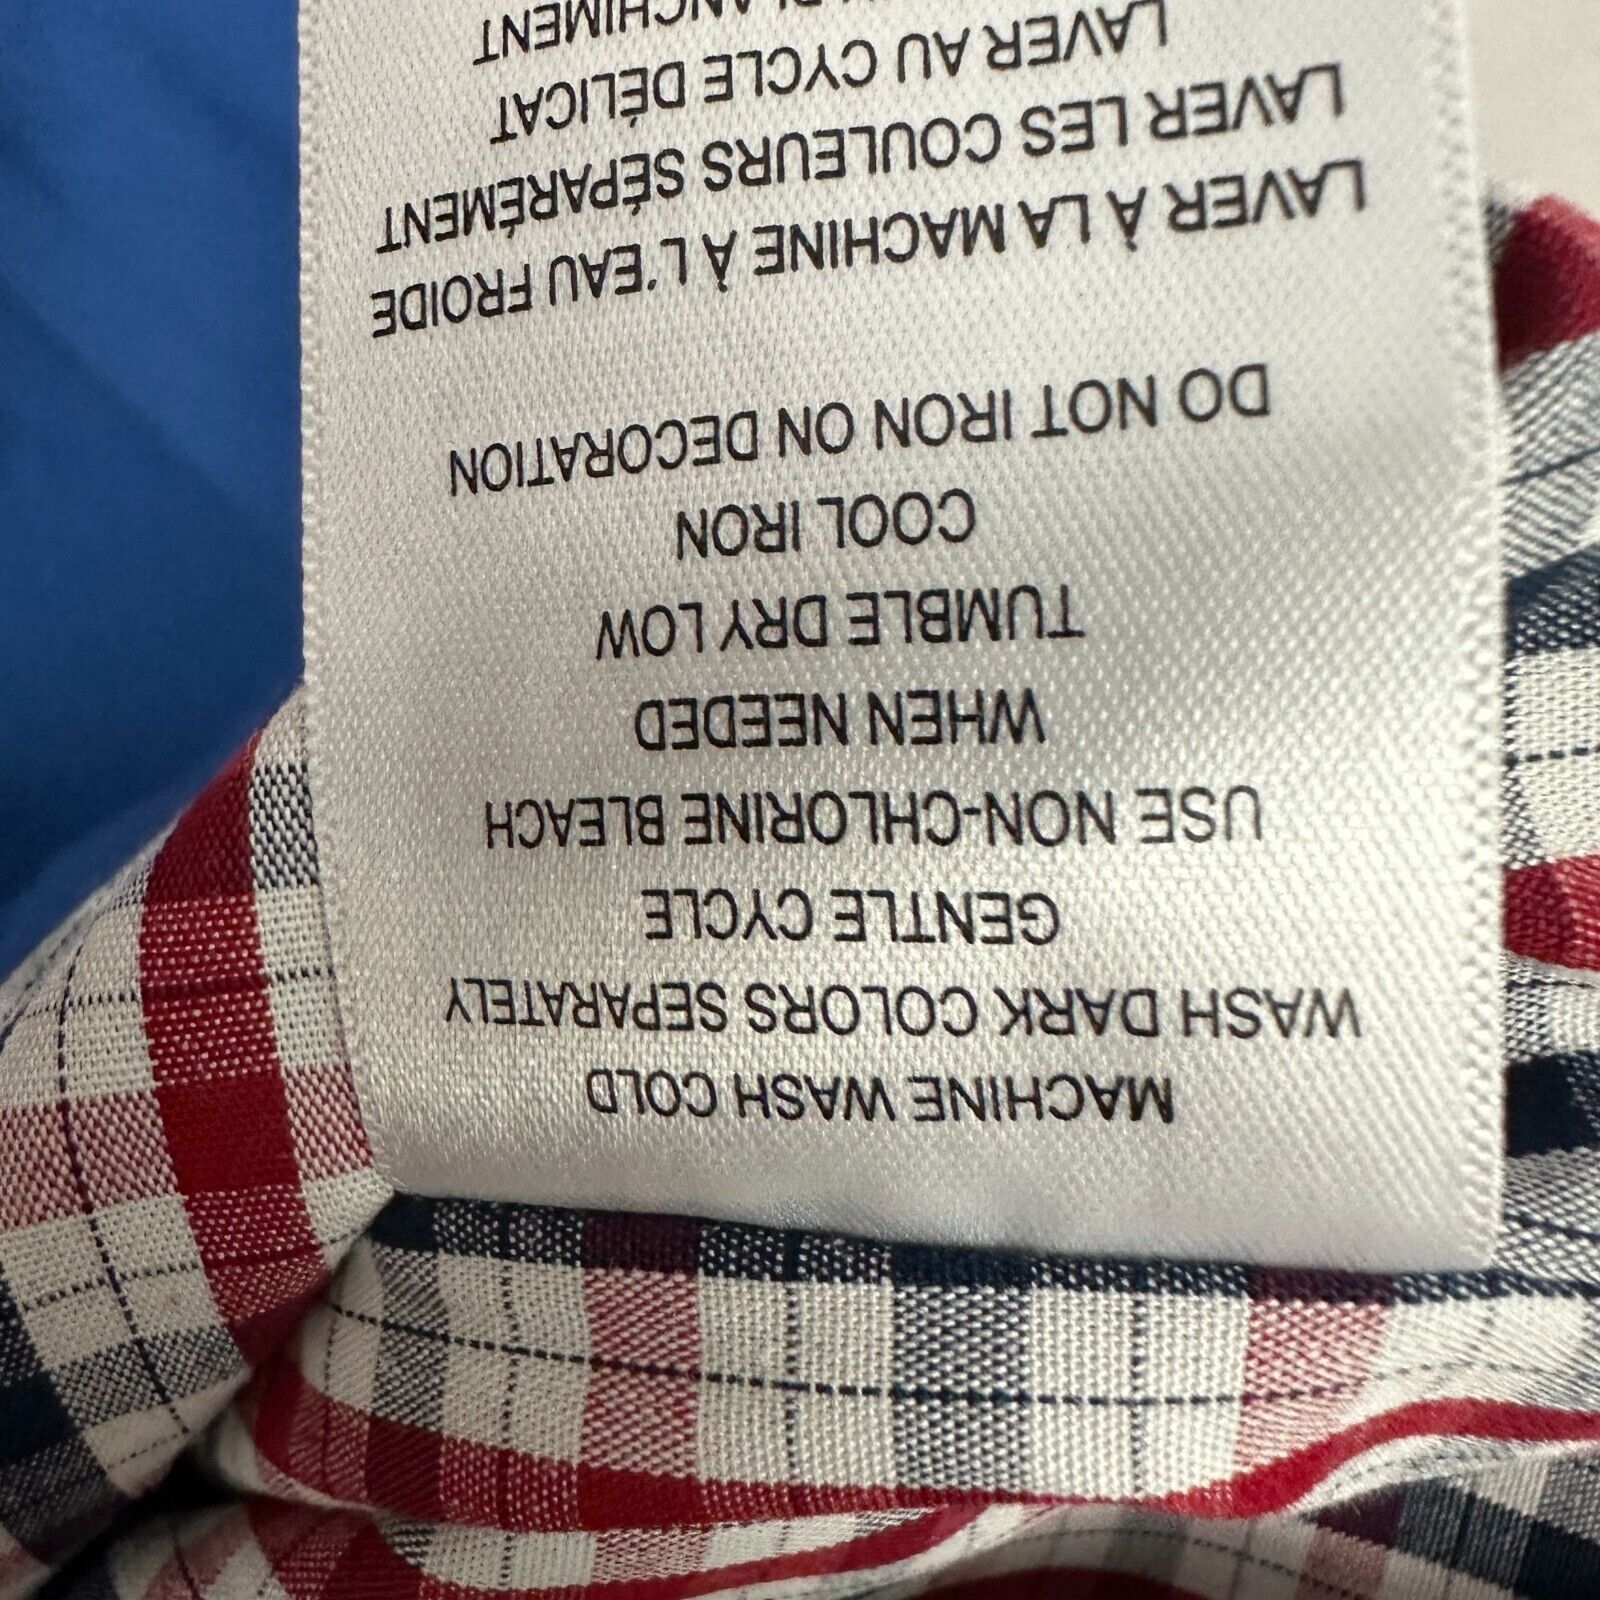 MACHINE WASH COLD
WASH DARK COLORS SEPARATELY
GENTLE CYCLE
USE NON-CHLORINE BLEACH
WHEN NEEDED
TUMBLE DRY LOW
COOL IRON
DO NOT IRON ON DECORATION
LAVER À LA MACHINE À L'EAU FROIDE
LAVER LES COULEURS SÉPARÉMENT
LAVER AU CYCLE DÉLICAT